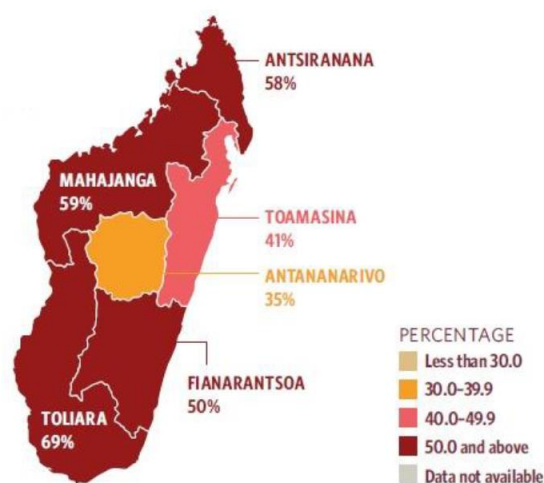 ANTSIRANANA
58%
MAHAJANGA
59%
TOAMASINA
41%
ANTANANARIVO
35%
FIANARANTSOA
50%
TOLIARA
69%
PERCENTAGE
Less than 30.0
30.0–39.9
40.0–49.9
50.0 and above
Data not available